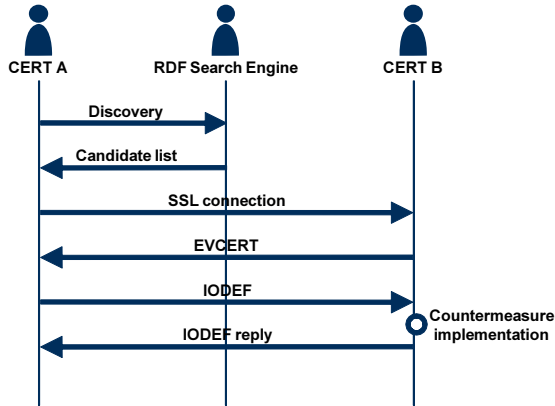 CERT A
RDF Search Engine
CERT B
Discovery
Candidate list
SSL connection
EVCERT
IODEF
Countermeasure
implementation
IODEF reply